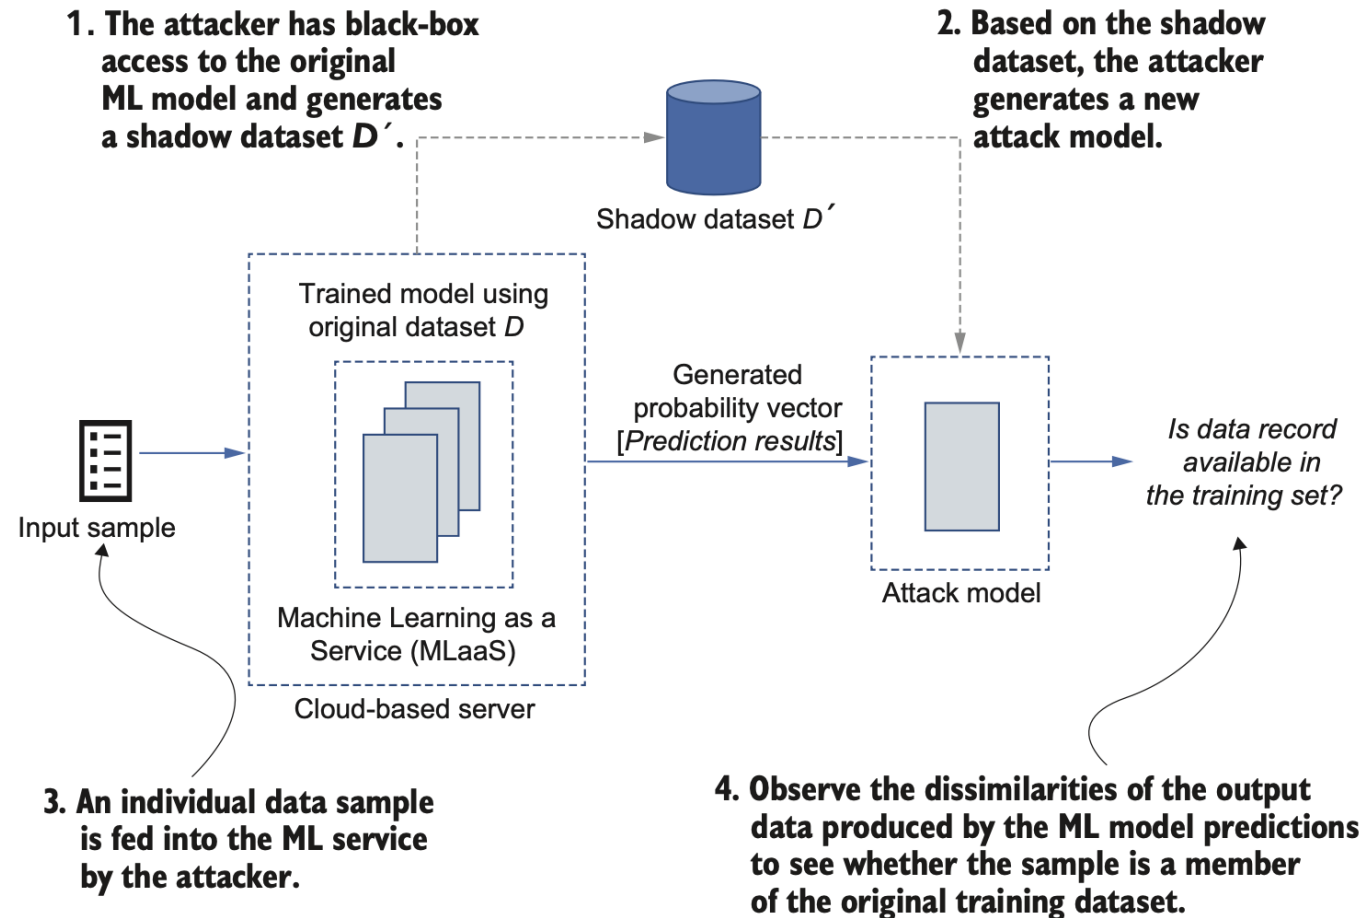 1. The attacker has black-box
access to the original
ML model and generates
a shadow dataset D´.
2. Based on the shadow
dataset, the attacker
generates a new
attack model.
Shadow dataset D´
Trained model using
original dataset D
Generated
probability vector
[Prediction results]
Is data record
available in
the training set?
Input sample
Machine Learning as a
Service (MLaaS)
Attack model
Cloud-based server
3. An individual data sample
is fed into the ML service
by the attacker.
4. Observe the dissimilarities of the output
data produced by the ML model predictions
to see whether the sample is a member
of the original training dataset.